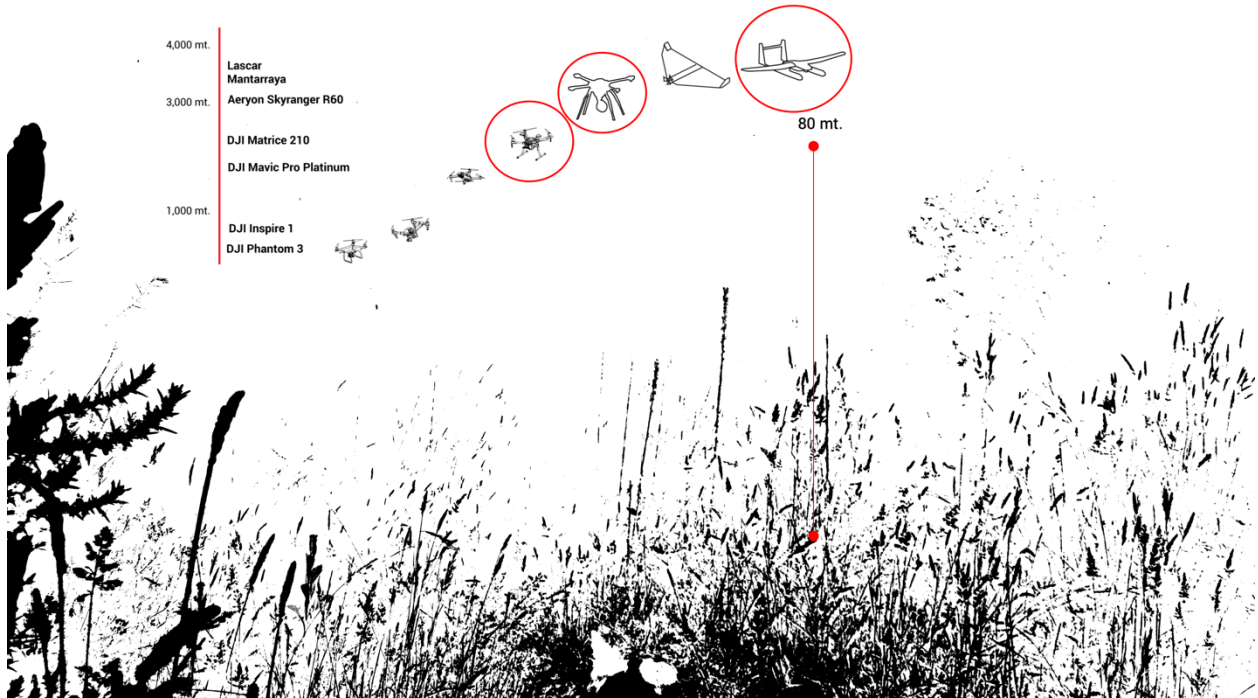 4,000 mt.
Lascar
Mantarraya
Aeryon Skyranger R60
3,000 mt.
DJI Matrice 210
DJI Mavic Pro Platinum
1,000 mt.
DJI Inspire 1
DJI Phantom 3
80 mt.